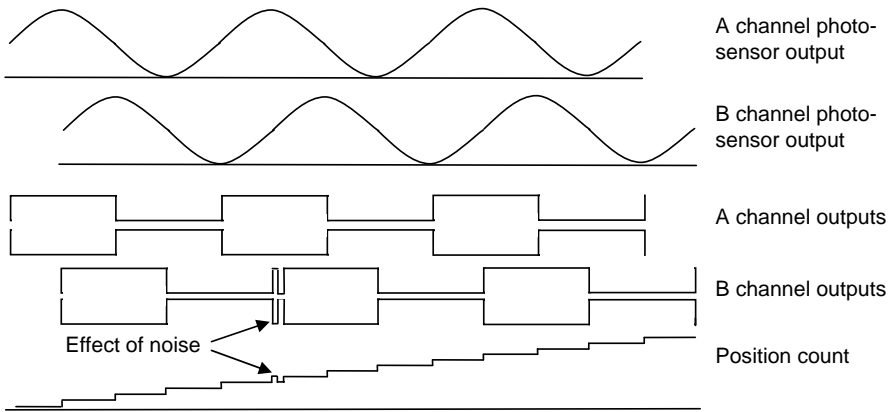 A channel photo-
sensor output
B channel photo-
sensor output
A channel outputs
B channel outputs
Effect of noise
Position count